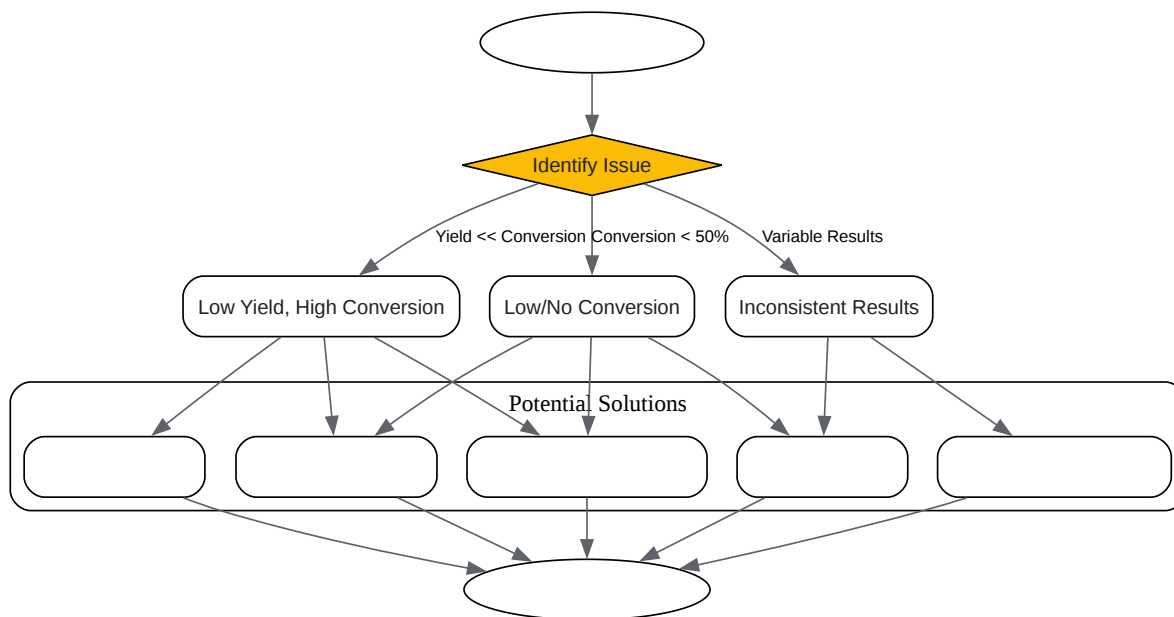 Identify Issue
Yield << Conversion
Conversion < 50%
Variable Results
Low Yield, High Conversion
Low/No Conversion
Inconsistent Results
Potential Solutions